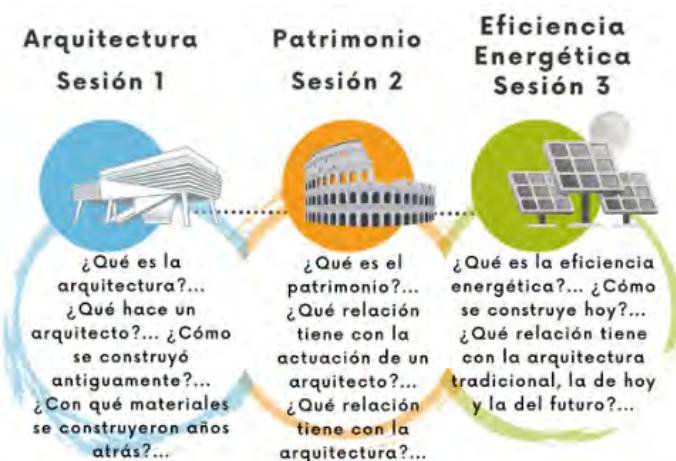 Arquitectura
Sesión 1
¿Qué es la
arquitectura?...
¿Qué hace un
arquitecto?... ¿Cómo
se construyó
antiguamente?...
¿Con qué materiales
se construyeron años
atrás?...
Patrimonio
Sesión 2
¿Qué es el
patrimonio?...
¿Qué relación
tiene con la
actuación de un
arquitecto?...
¿Qué relación
tiene con la
arquitectura?...
Eficiencia
Energética
Sesión 3
¿Qué es la eficiencia
energética?... ¿Cómo
se construye hoy?...
¿Qué relación tiene
con la arquitectura
tradicional, la de hoy
y la del futuro?...